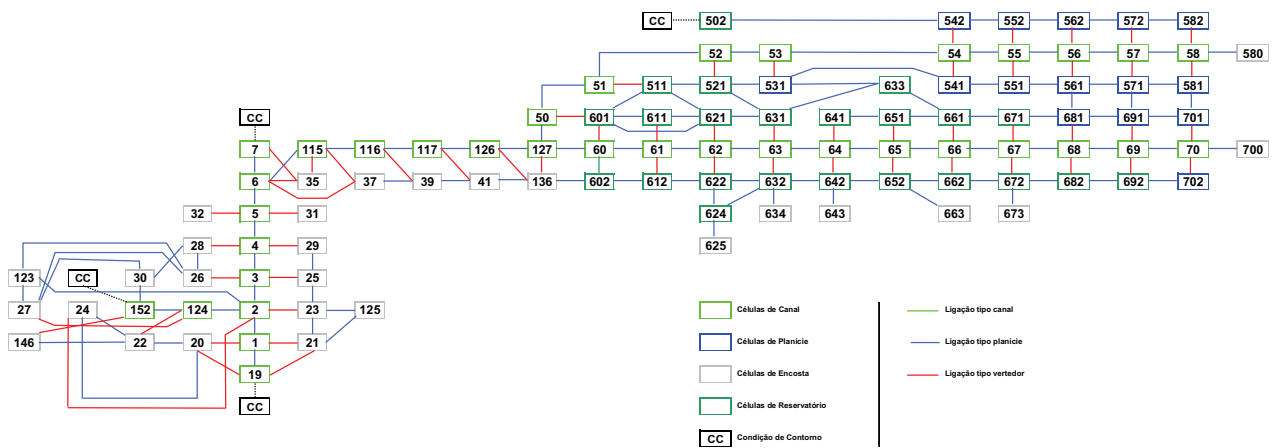 CC 502 542 552 562 572 582
52 53 54 55 56 57 58 580
51 511 521 531 633 541 551 561 571 581
CC 50 601 611 621 631 641 651 661 671 681 691 701
7 115 116 117 126 127 60 61 62 63 64 65 66 67 68 69 70 700
6 35 37 39 41 136 602 612 622 632 642 652 662 672 682 692 702
32 5 31 624 634 643 663 673
28 4 29 625
123 CC 30 26 3 25
27 24 152 124 2 23 125
146 22 20 1 21
19
CC
Células de Canal
Células de Planície
Células de Encosta
Células de Reservatório
CC Condição de Contorno
Ligação tipo canal
Ligação tipo planície
Ligação tipo vertedor